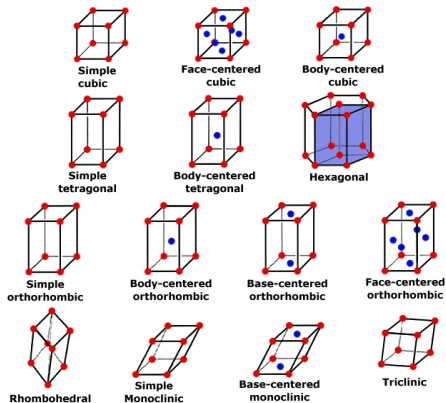 Simple
cubic
Face-centered
cubic
Body-centered
cubic
Simple
tetragonal
Body-centered
tetragonal
Hexagonal
Simple
orthorhombic
Body-centered
orthorhombic
Base-centered
orthorhombic
Face-centered
orthorhombic
Rhombohedral
Simple
Monoclinic
Base-centered
monoclinic
Triclinic